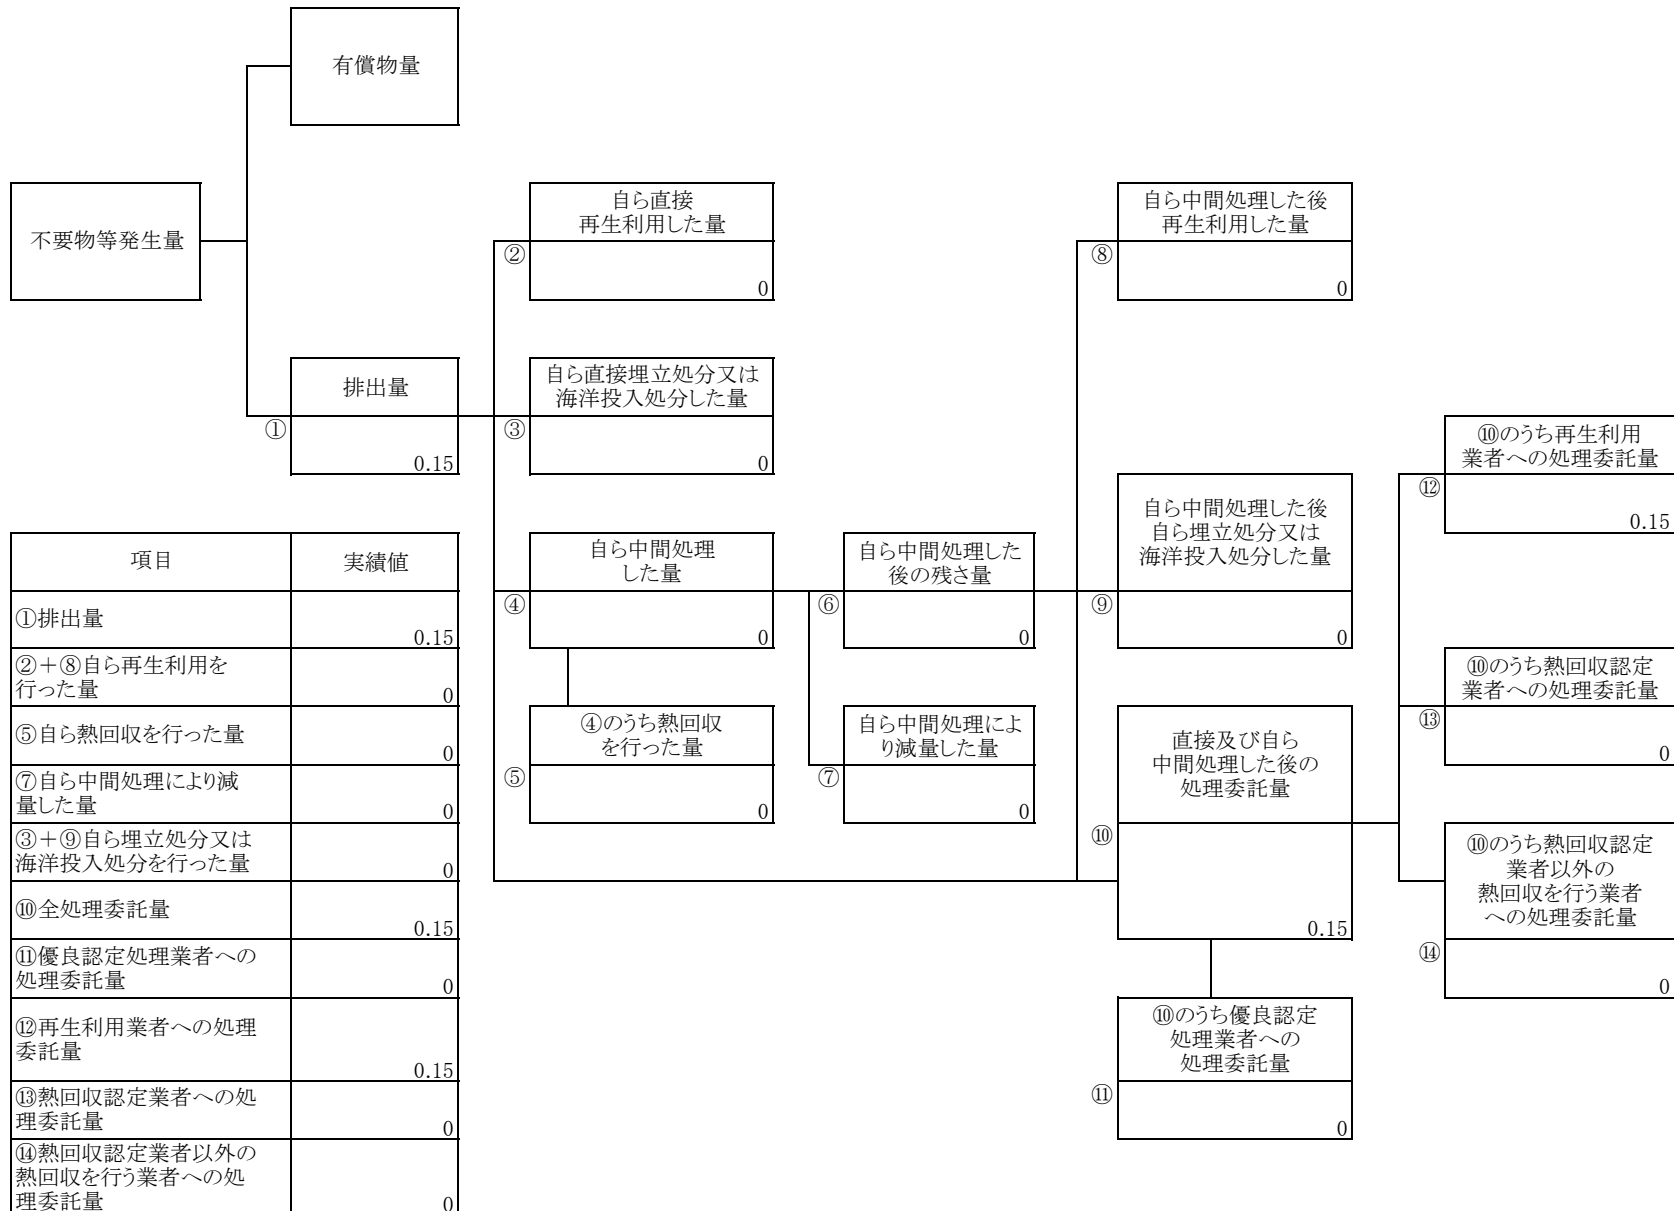 有償物量
不要物等発生量
自ら直接
再生利用した量
②
0
自ら中間処理した後
再生利用した量
⑧
0
排出量
①
0.15
自ら直接埋立処分又は
海洋投入処分した量
③
0
⑩のうち再生利用
業者への処理委託量
⑫
0.15
自ら中間処理
した量
④
0
自ら中間処理した
後の残さ量
⑥
0
自ら中間処理した後
自ら埋立処分又は
海洋投入処分した量
⑨
0
⑩のうち熱回収認定
業者への処理委託量
⑬
0
④のうち熱回収
を行った量
⑤
0
自ら中間処理によ
り減量した量
⑦
0
直接及び自ら
中間処理した後の
処理委託量
⑩
0.15
⑩のうち熱回収認定
業者以外の
熱回収を行う業者
への処理委託量
⑭
0
⑩のうち優良認定
処理業者への
処理委託量
⑪
0
項目 実績値
①排出量
0.15
②+⑧自ら再生利用を
行った量
0
⑤自ら熱回収を行った量
0
⑦自ら中間処理により減
量した量
0
③+⑨自ら埋立処分又は
海洋投入処分を行った量
0
⑩全処理委託量
0.15
⑪優良認定処理業者への
処理委託量
0
⑫再生利用業者への処理
委託量
0.15
⑬熱回収認定業者への処
理委託量
0
⑭熱回収認定業者以外の
熱回収を行う業者への処
理委託量
0